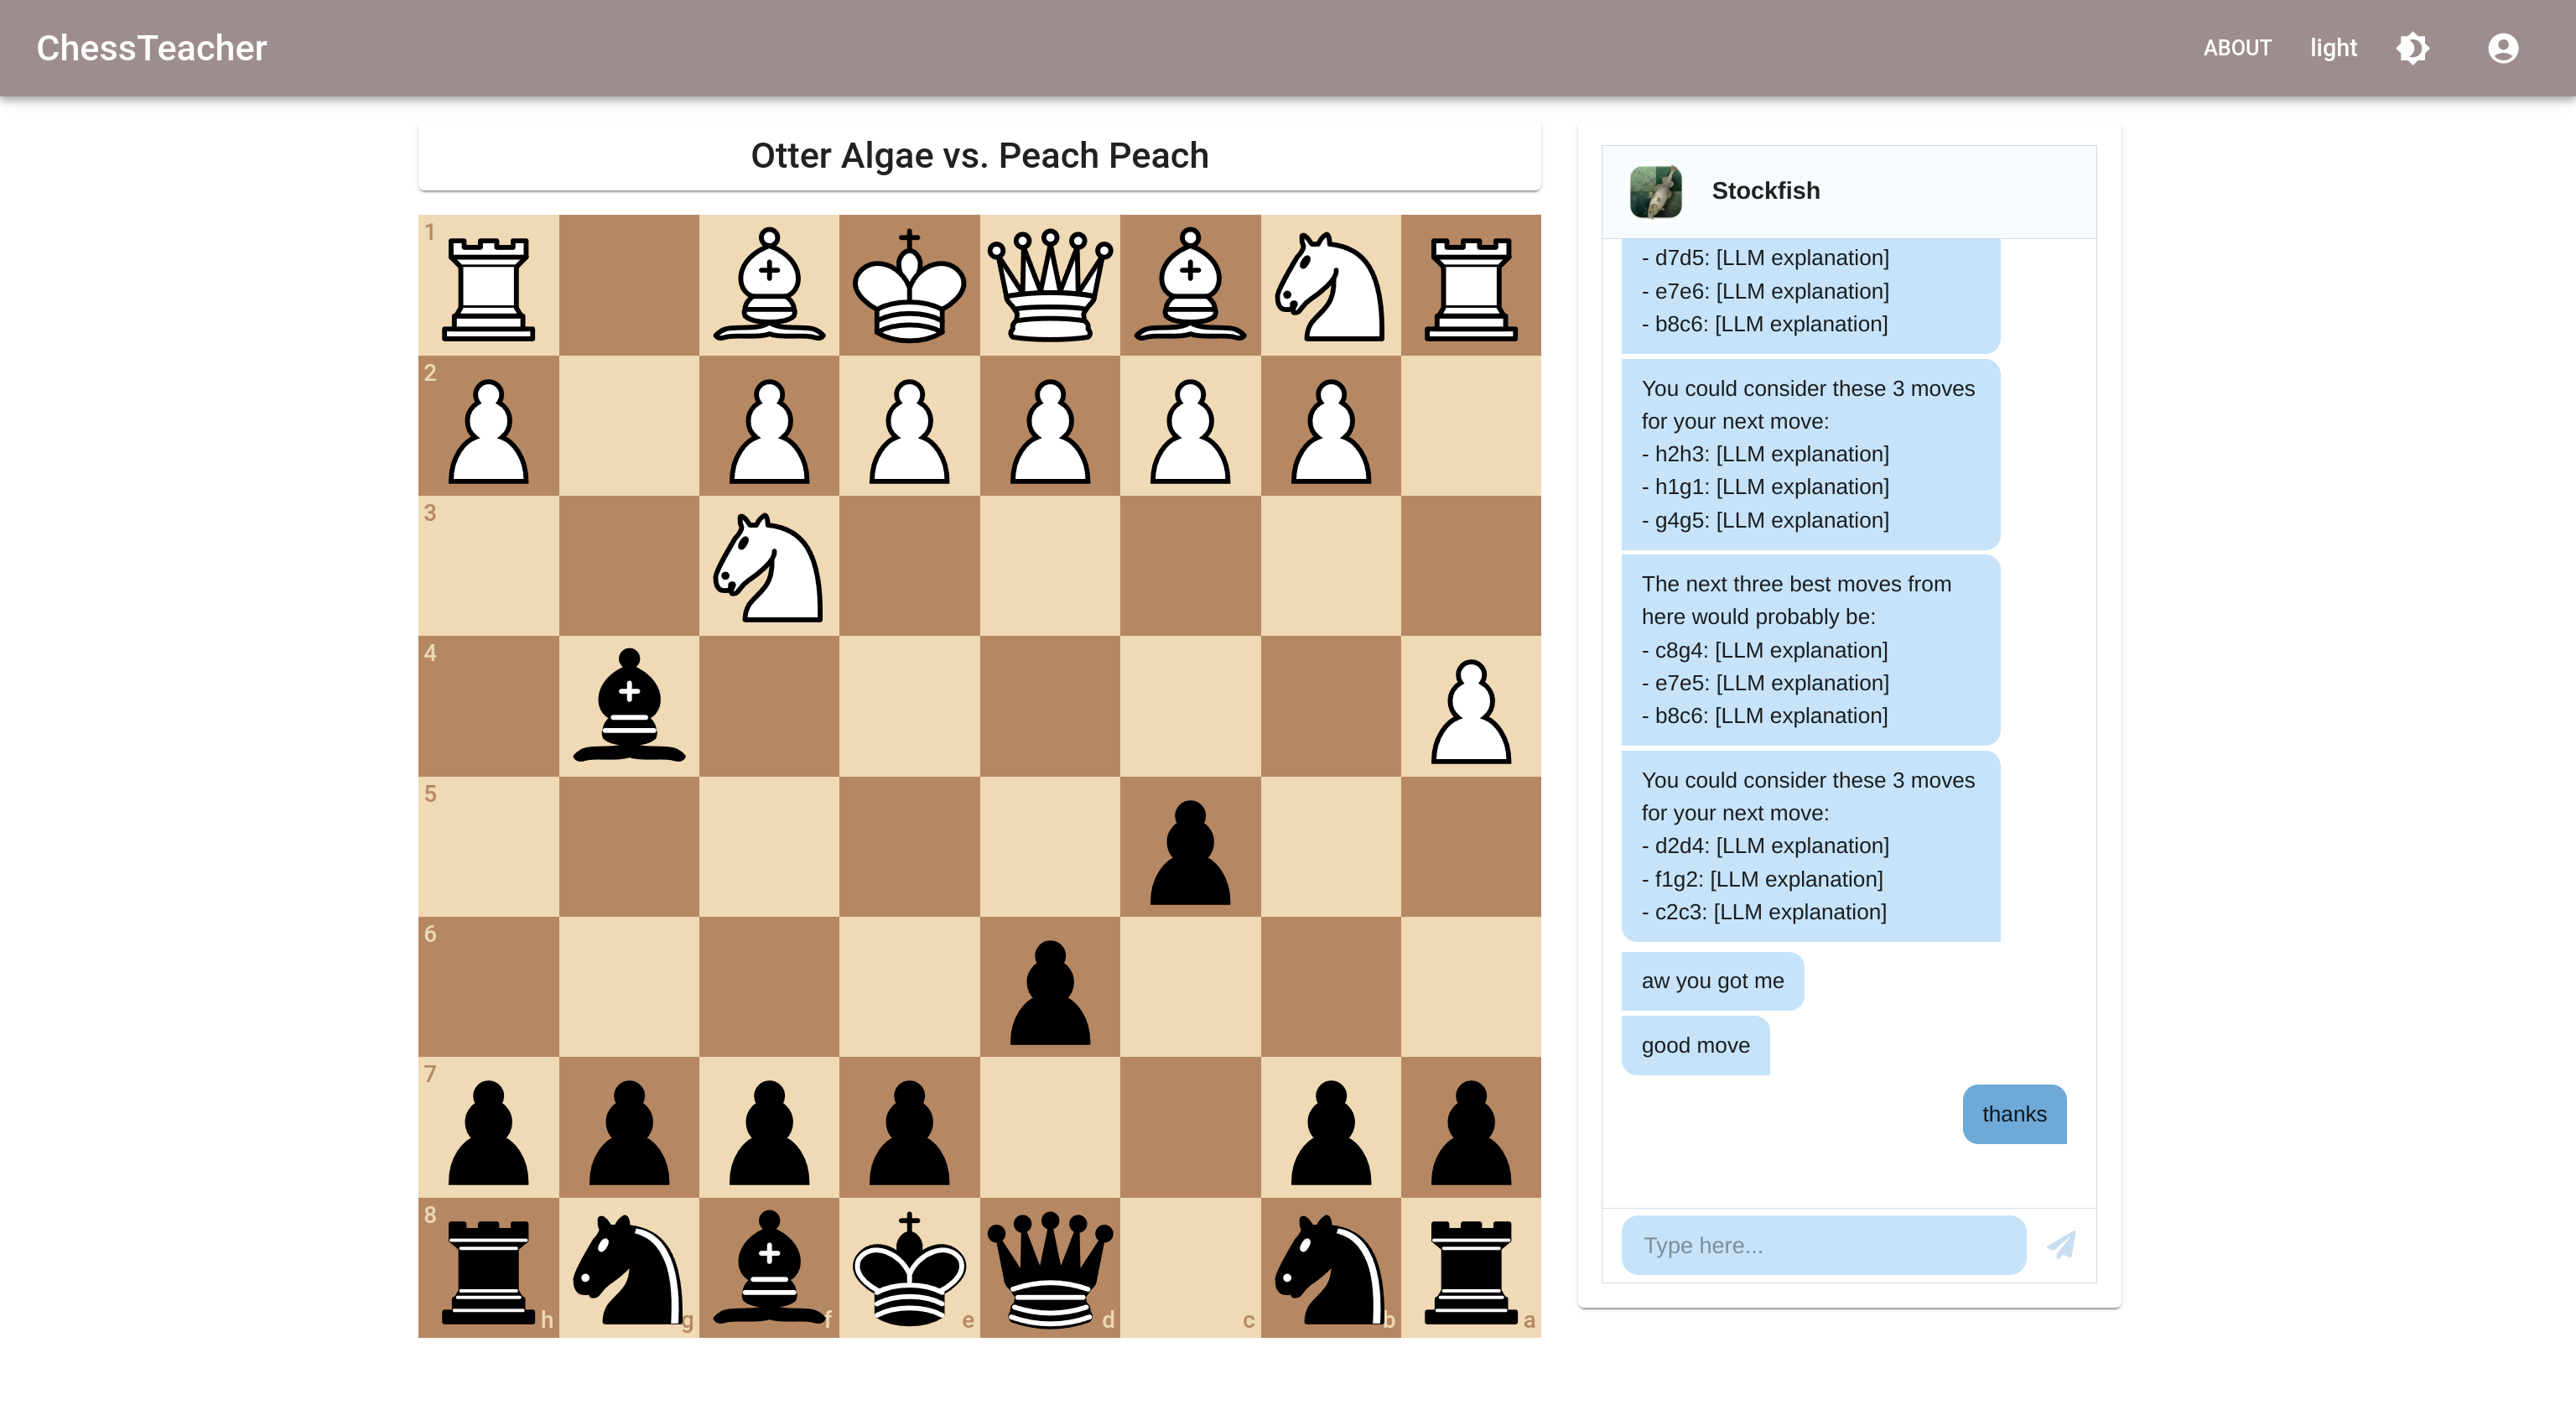 ChessTeacher
ABOUT light
Otter Algae vs. Peach Peach
1
2
3
4
5
6
7
8
h g f e d c b a
Stockfish
- d7d5: [LLM explanation]
- e7e6: [LLM explanation]
- b8c6: [LLM explanation]
You could consider these 3 moves
for your next move:
- h2h3: [LLM explanation]
- h1g1: [LLM explanation]
- g4g5: [LLM explanation]
The next three best moves from
here would probably be:
- c8g4: [LLM explanation]
- e7e5: [LLM explanation]
- b8c6: [LLM explanation]
You could consider these 3 moves
for your next move:
- d2d4: [LLM explanation]
- f1g2: [LLM explanation]
- c2c3: [LLM explanation]
aw you got me
good move
thanks
Type here...